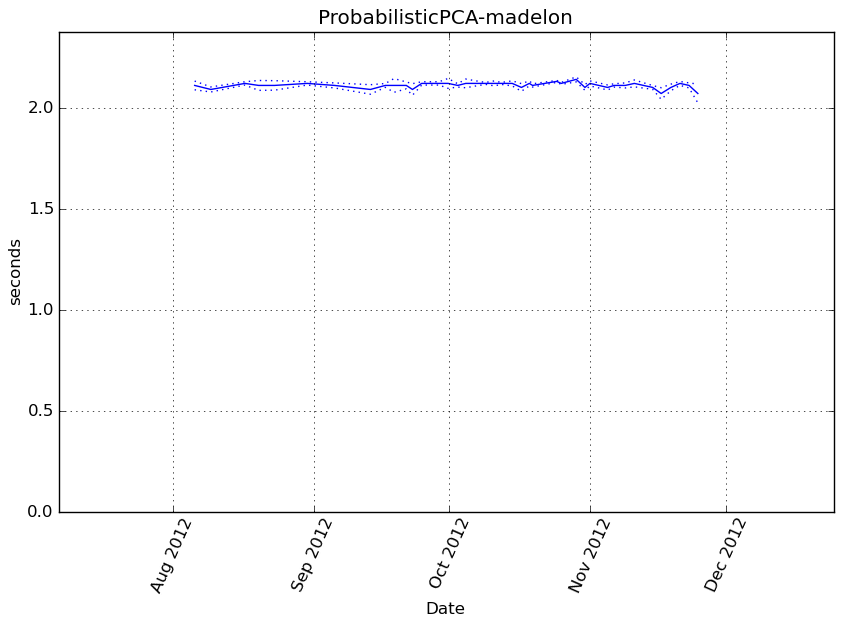 ProbabilisticPCA-madelon
seconds
2.0
1.5
1.0
0.5
0.0
Aug 2012
Sep 2012
Oct 2012
Nov 2012
Dec 2012
Date